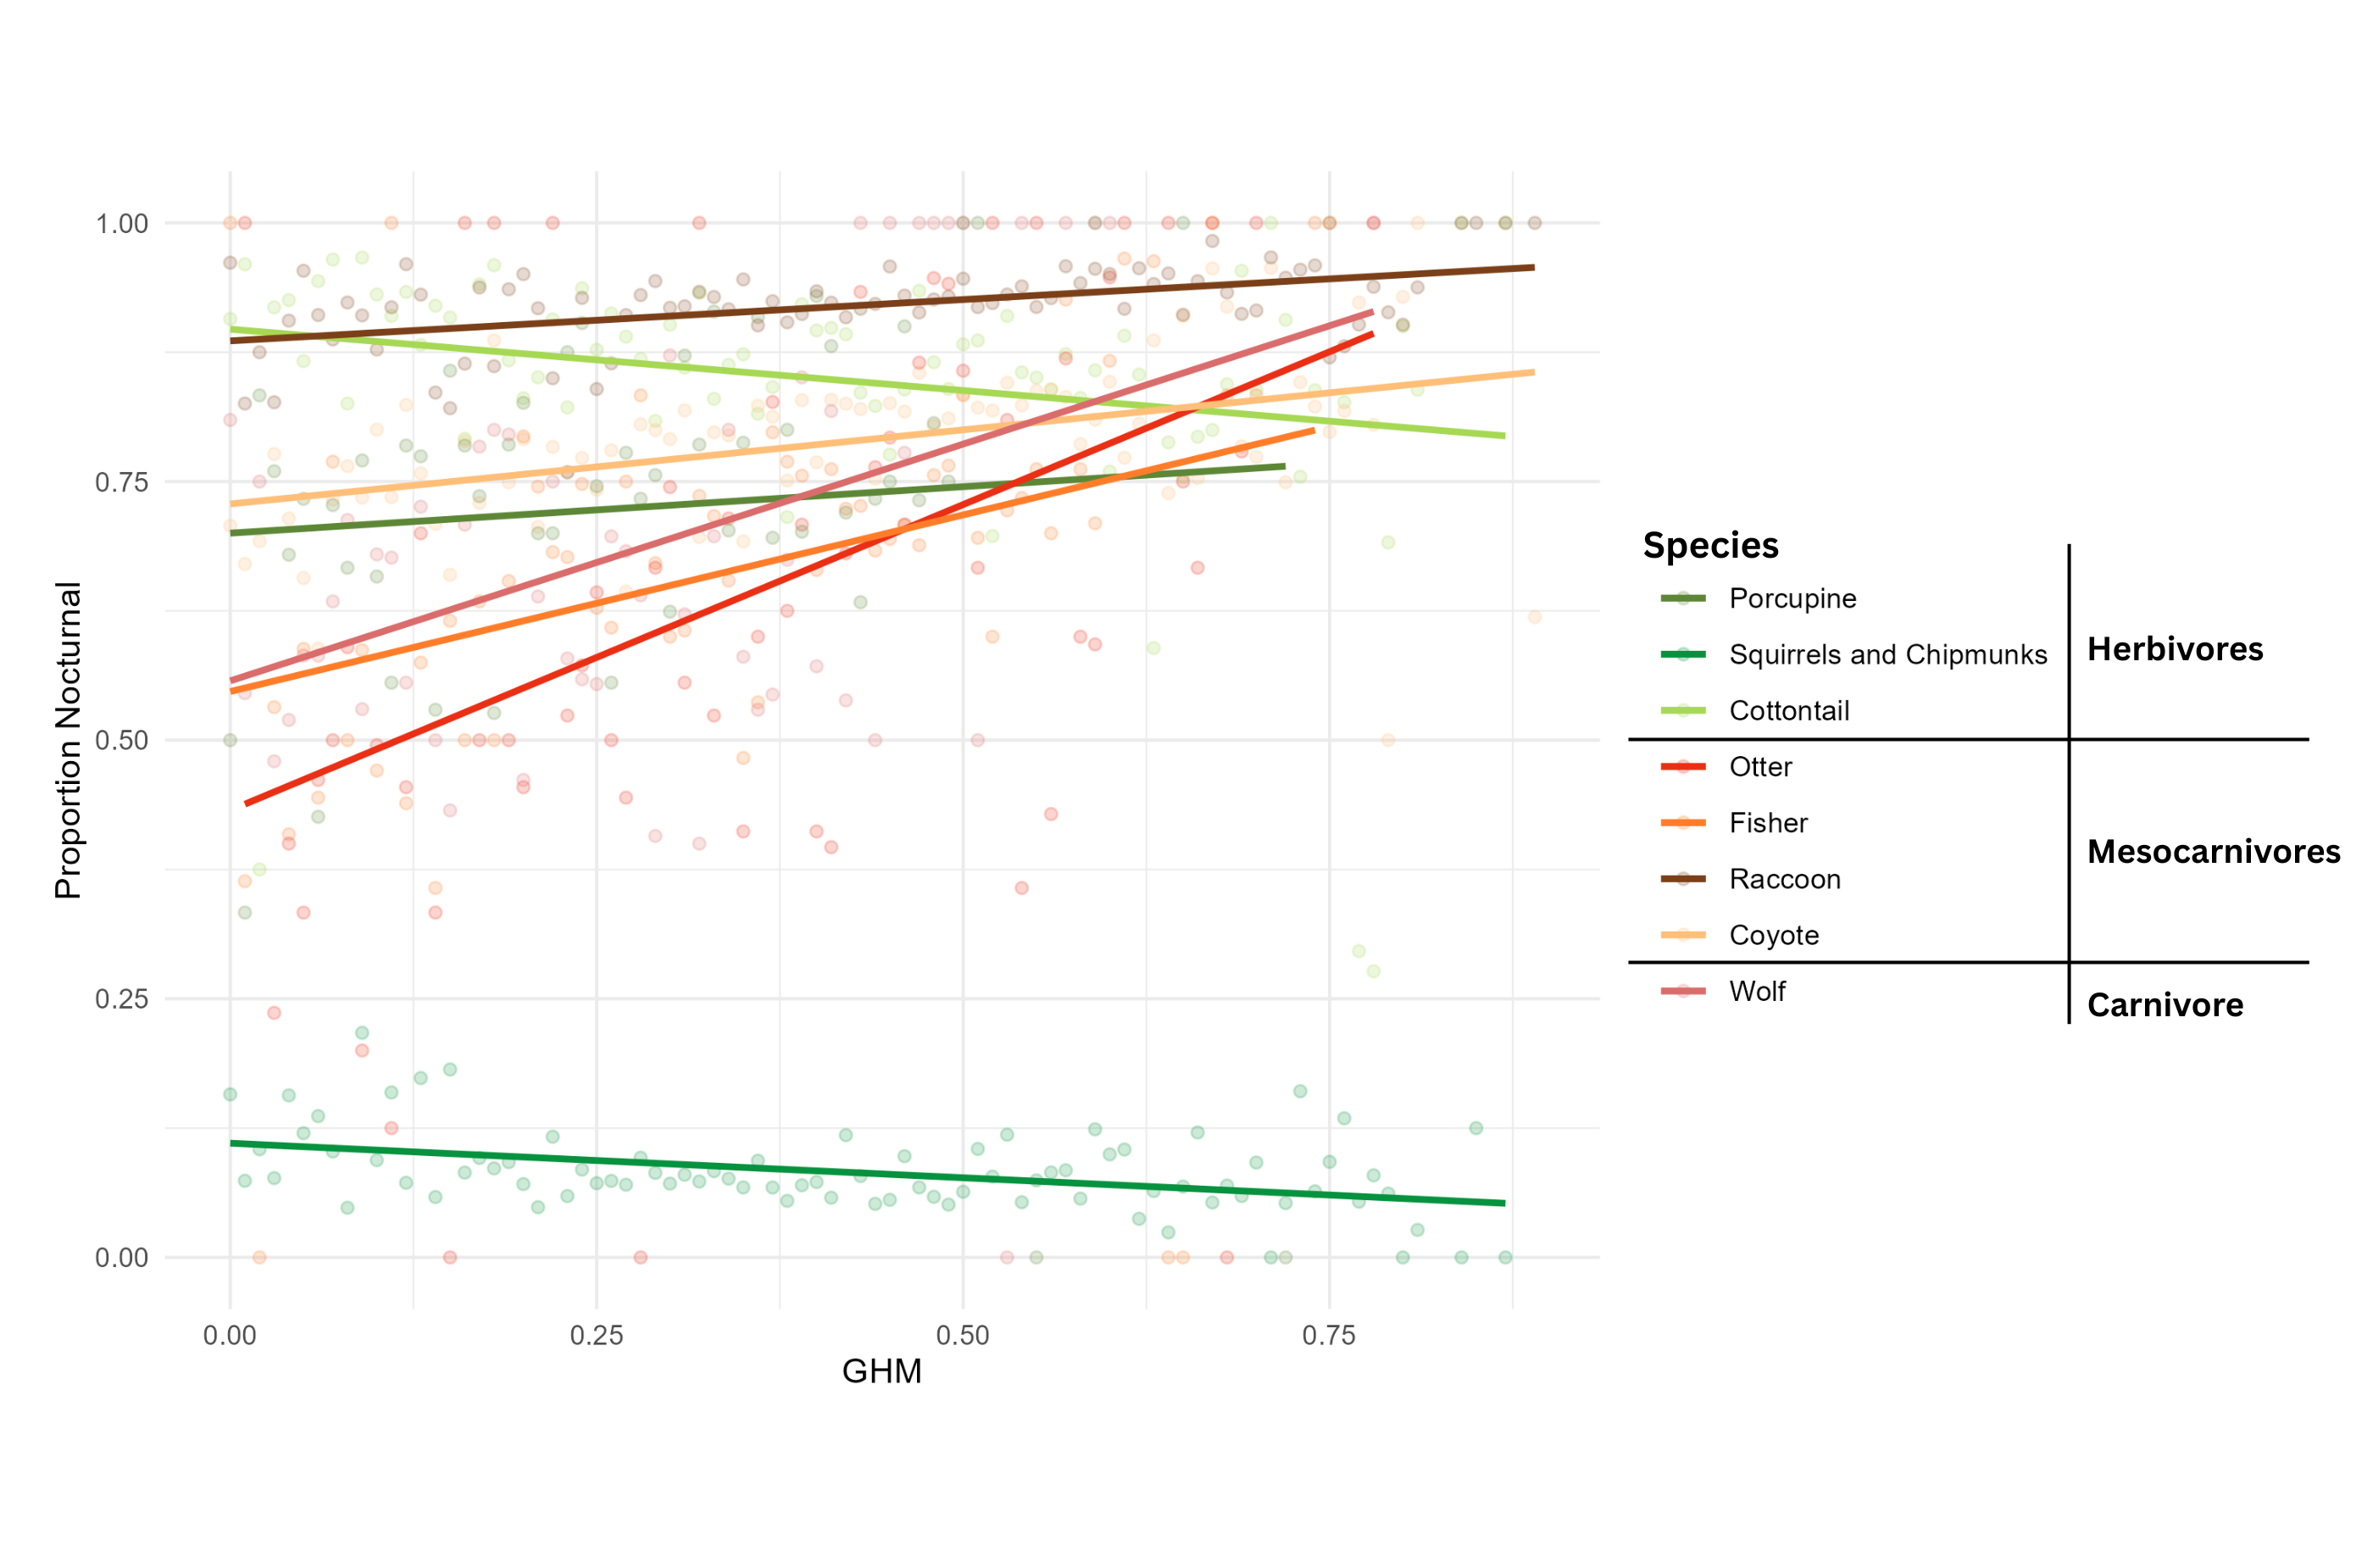 1.00
0.75
0.50
0.25
0.00
Proportion Nocturnal
0.00 0.25 0.50 0.75
GHM
Species
Porcupine
Squirrels and Chipmunks
Cottontail
Herbivores
Otter
Fisher
Raccoon
Coyote
Mesocarnivores
Wolf
Carnivore